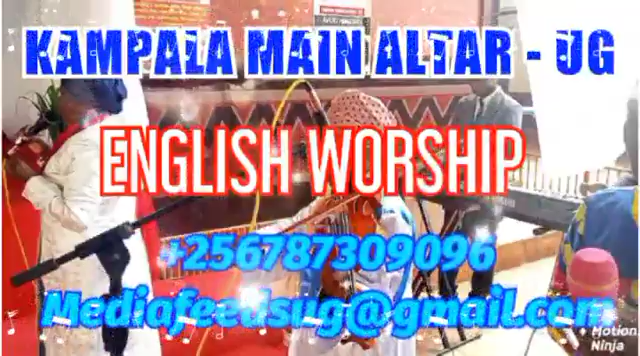 KAMPALA MAIN ALTAR - UG
ENGLISH WORSHIP
+256787309096
Mediafeedsug@gmail.com
Motion
Ninja